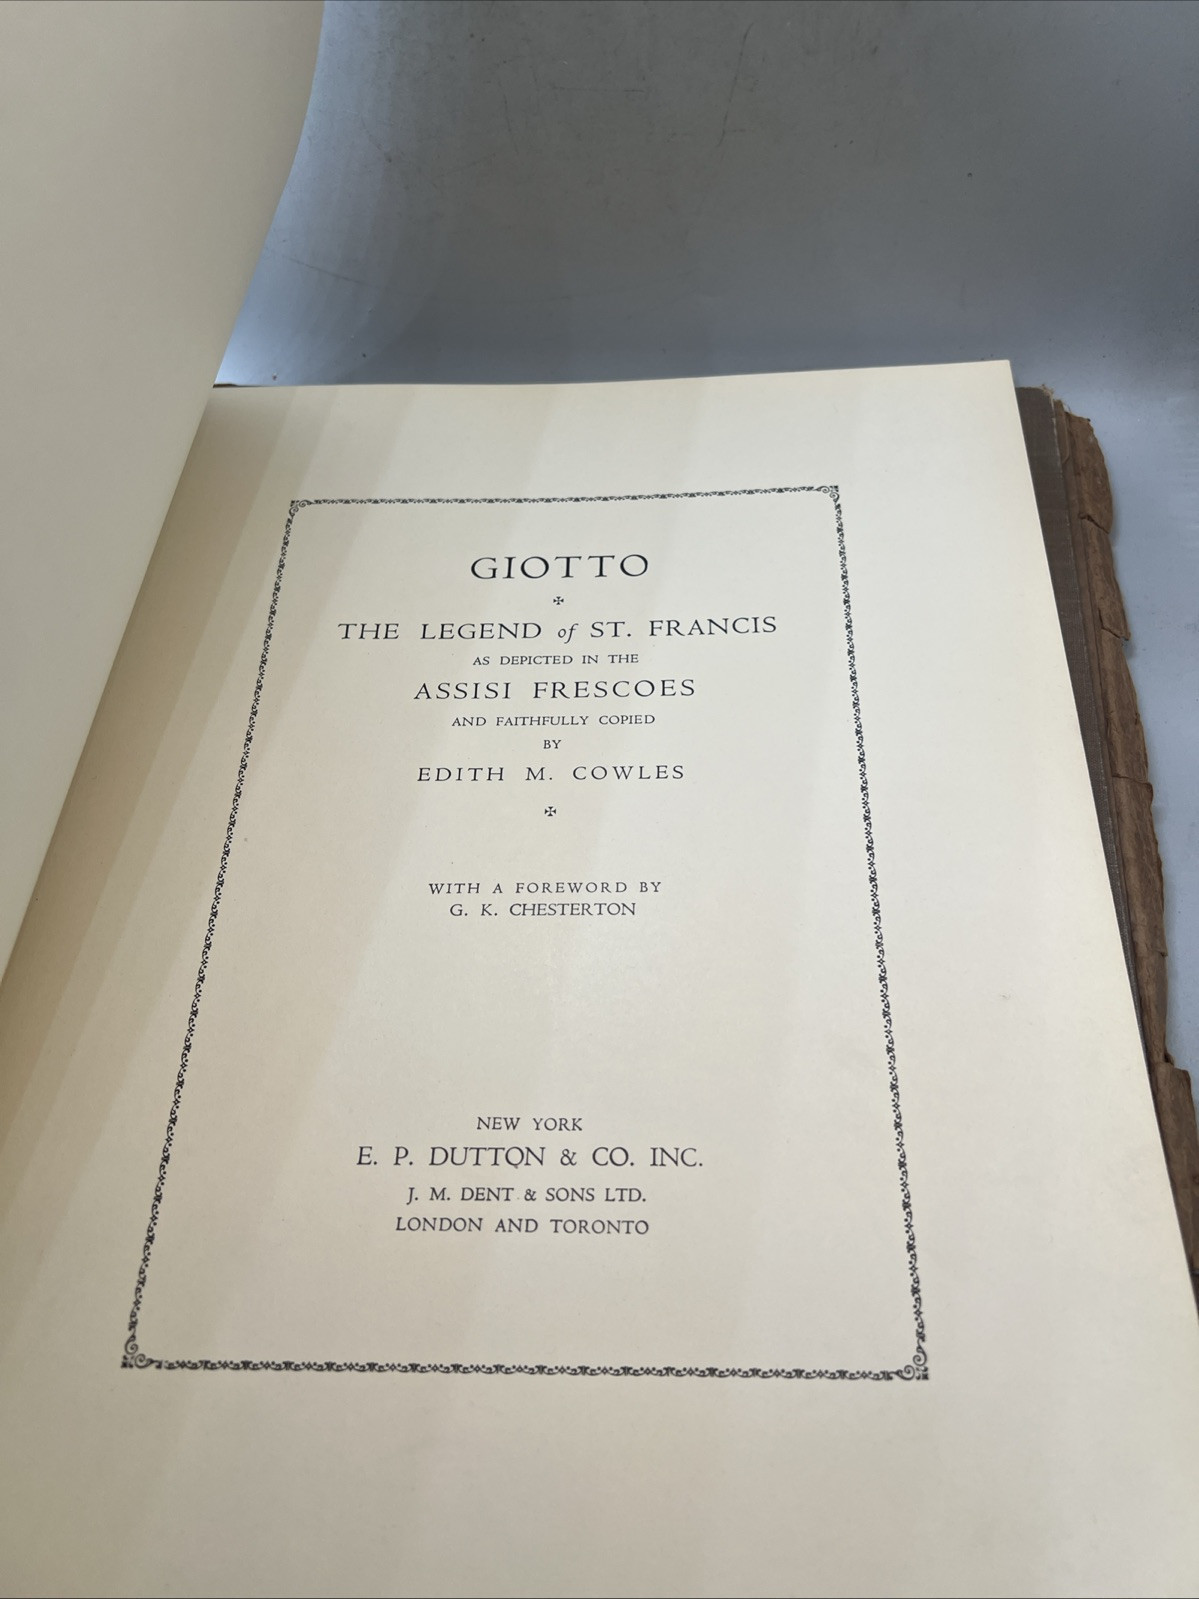 GIOTTO
THE LEGEND of ST. FRANCIS
AS DEPICTED IN THE
ASSISI FRESCOES
AND FAITHFULLY COPIED
BY
EDITH M. COWLES
WITH A FOREWORD BY
G. K. CHESTERTON
NEW YORK
E. P. DUTTON & CO. INC.
J. M. DENT & SONS LTD.
LONDON AND TORONTO